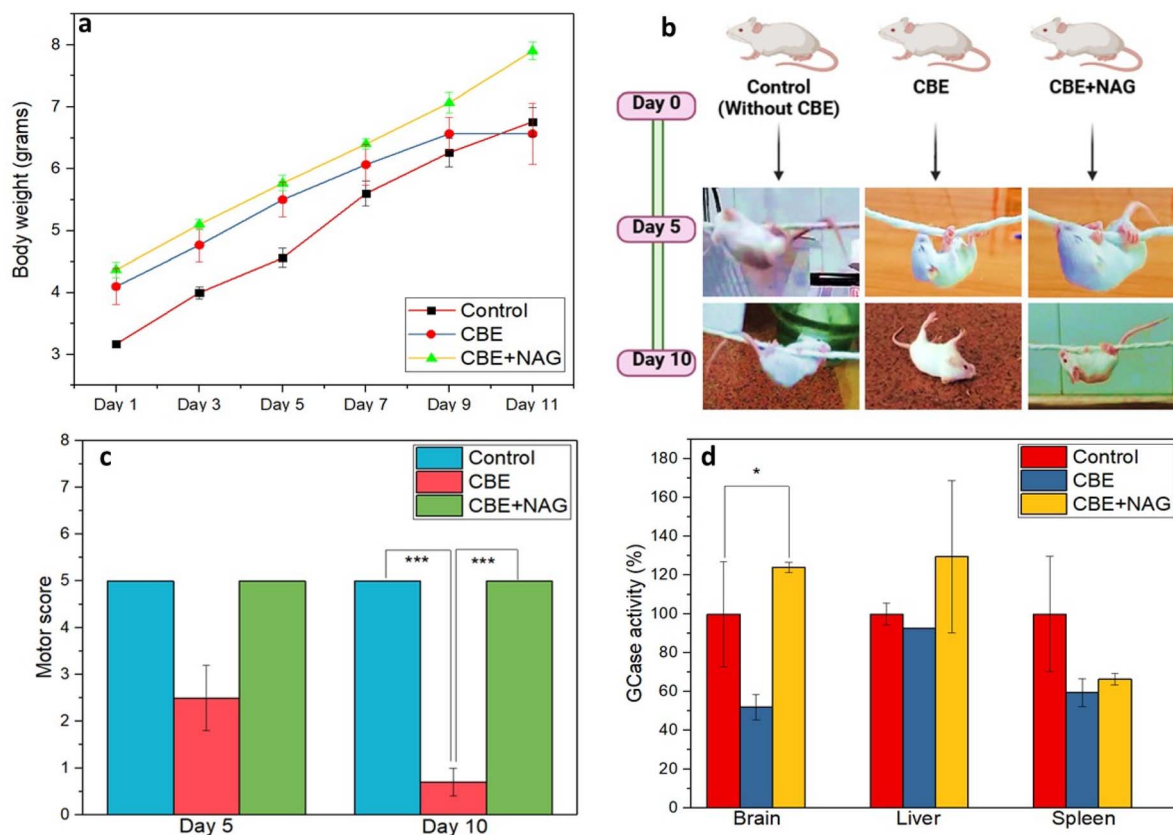 a
Body weight (grams)
8
7
6
5
4
3
Day 1 Day 3 Day 5 Day 7 Day 9 Day 11
Control
CBE
CBE+NAG
b
Control
(Without CBE)
CBE
CBE+NAG
Day 0
Day 5
Day 10
c
Motor score
8
7
6
5
4
3
2
1
0
Control
CBE
CBE+NAG
*** ***
Day 5 Day 10
d
GCase activity (%)
180
160
140
120
100
80
60
40
20
0
Control
CBE
CBE+NAG
*
Brain Liver Spleen